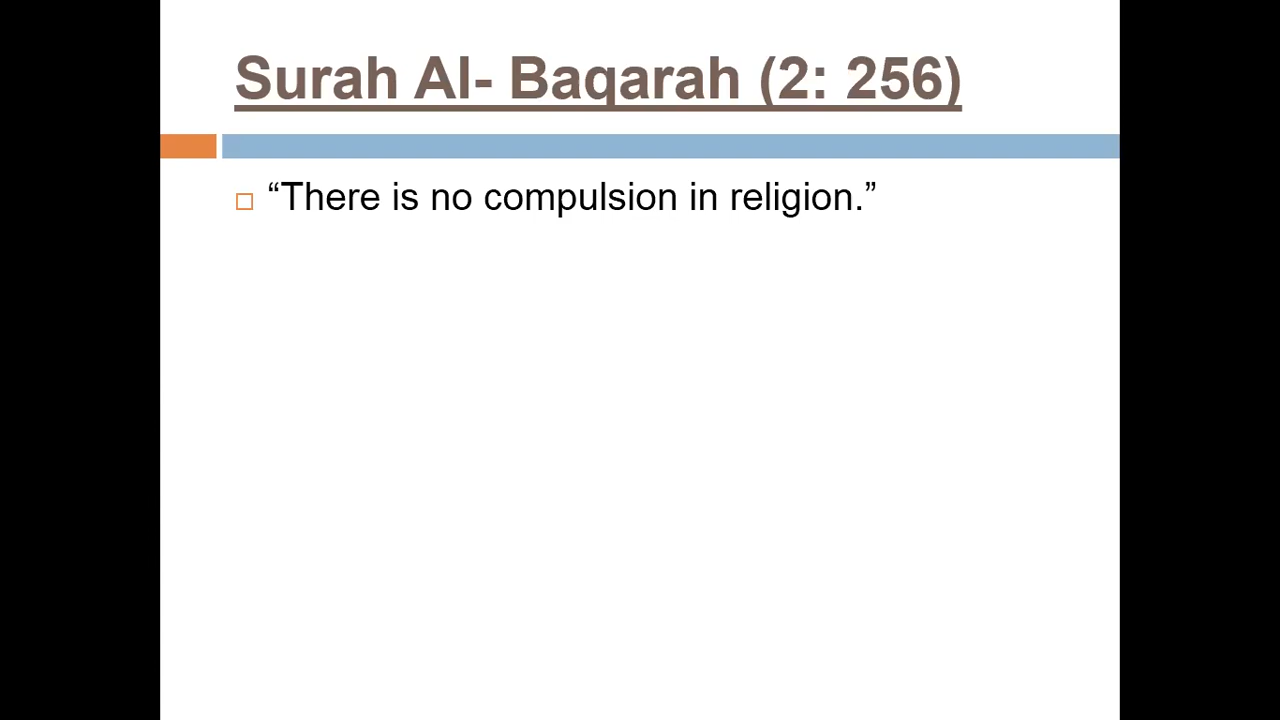 Surah Al- Baqarah (2: 256)
“There is no compulsion in religion.”